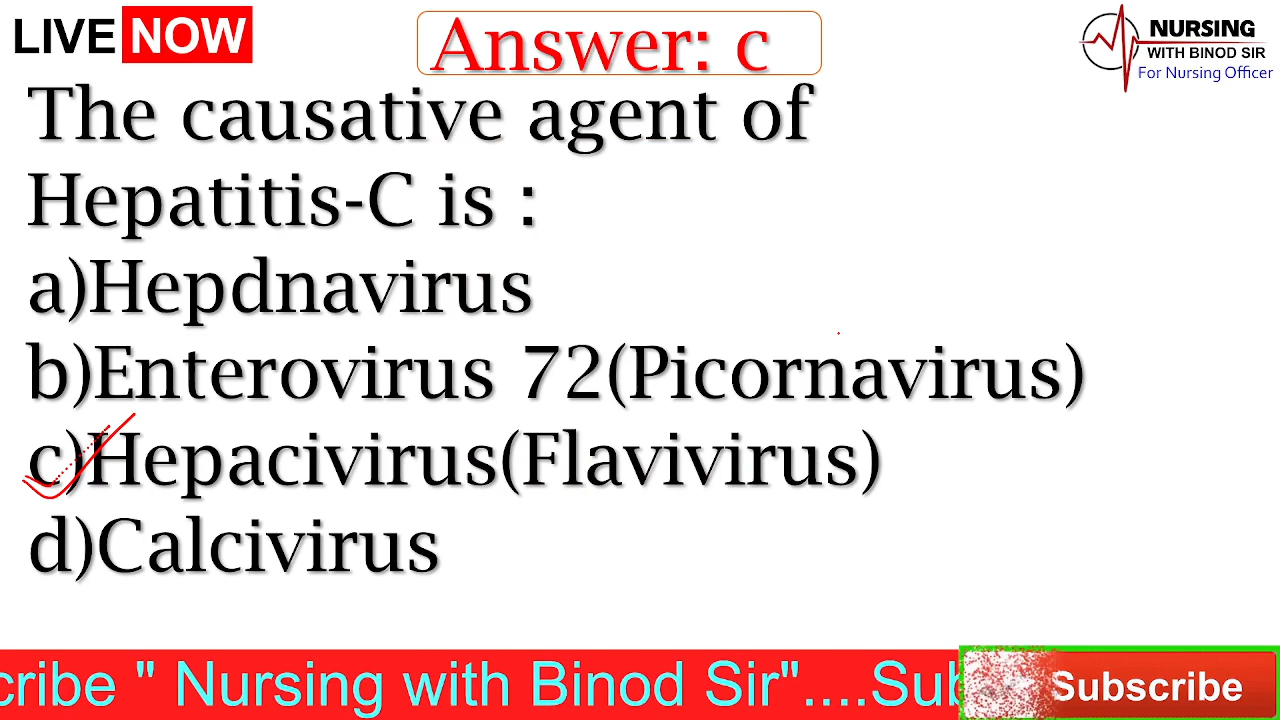 LIVE NOW
Answer: c
NURSING
WITH BINOD SIR
For Nursing Officer
The causative agent of
Hepatitis-C is :
a)Hepdnavirus
b)Enterovirus 72(Picornavirus)
c)Hepacivirus(Flavivirus)
d)Calcivirus
cribe " Nursing with Binod Sir"....Sub
Subscribe